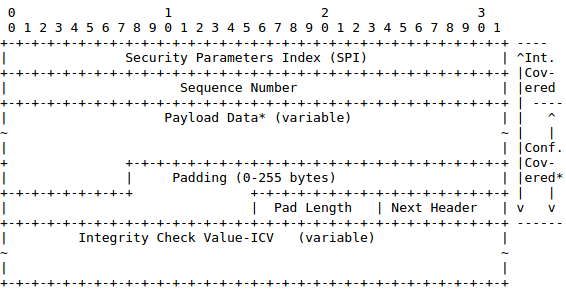 0                   1                   2                   3
 0 1 2 3 4 5 6 7 8 9 0 1 2 3 4 5 6 7 8 9 0 1 2 3 4 5 6 7 8 9 0 1
+-+-+-+-+-+-+-+-+-+-+-+-+-+-+-+-+-+-+-+-+-+-+-+-+-+-+-+-+-+-+-+-+ ----
|               Security Parameters Index (SPI)                 | ^Int.
+-+-+-+-+-+-+-+-+-+-+-+-+-+-+-+-+-+-+-+-+-+-+-+-+-+-+-+-+-+-+-+-+ |Cov-
|                      Sequence Number                          | |ered
+-+-+-+-+-+-+-+-+-+-+-+-+-+-+-+-+-+-+-+-+-+-+-+-+-+-+-+-+-+-+-+-+ | ----
|                    Payload Data* (variable)                   | |   ^
~                                                               ~ |   |
|                                                               | |Conf.
+               +-+-+-+-+-+-+-+-+-+-+-+-+-+-+-+-+-+-+-+-+-+-+-+-+ |Cov-
|               |     Padding (0-255 bytes)                     | |ered*
+-+-+-+-+-+-+-+-+               +-+-+-+-+-+-+-+-+-+-+-+-+-+-+-+-+ |   |
|                               |  Pad Length   | Next Header   | v   v
+-+-+-+-+-+-+-+-+-+-+-+-+-+-+-+-+-+-+-+-+-+-+-+-+-+-+-+-+-+-+-+-+ ------
|         Integrity Check Value-ICV   (variable)                |
~                                                               ~
|                                                               |
+-+-+-+-+-+-+-+-+-+-+-+-+-+-+-+-+-+-+-+-+-+-+-+-+-+-+-+-+-+-+-+-+